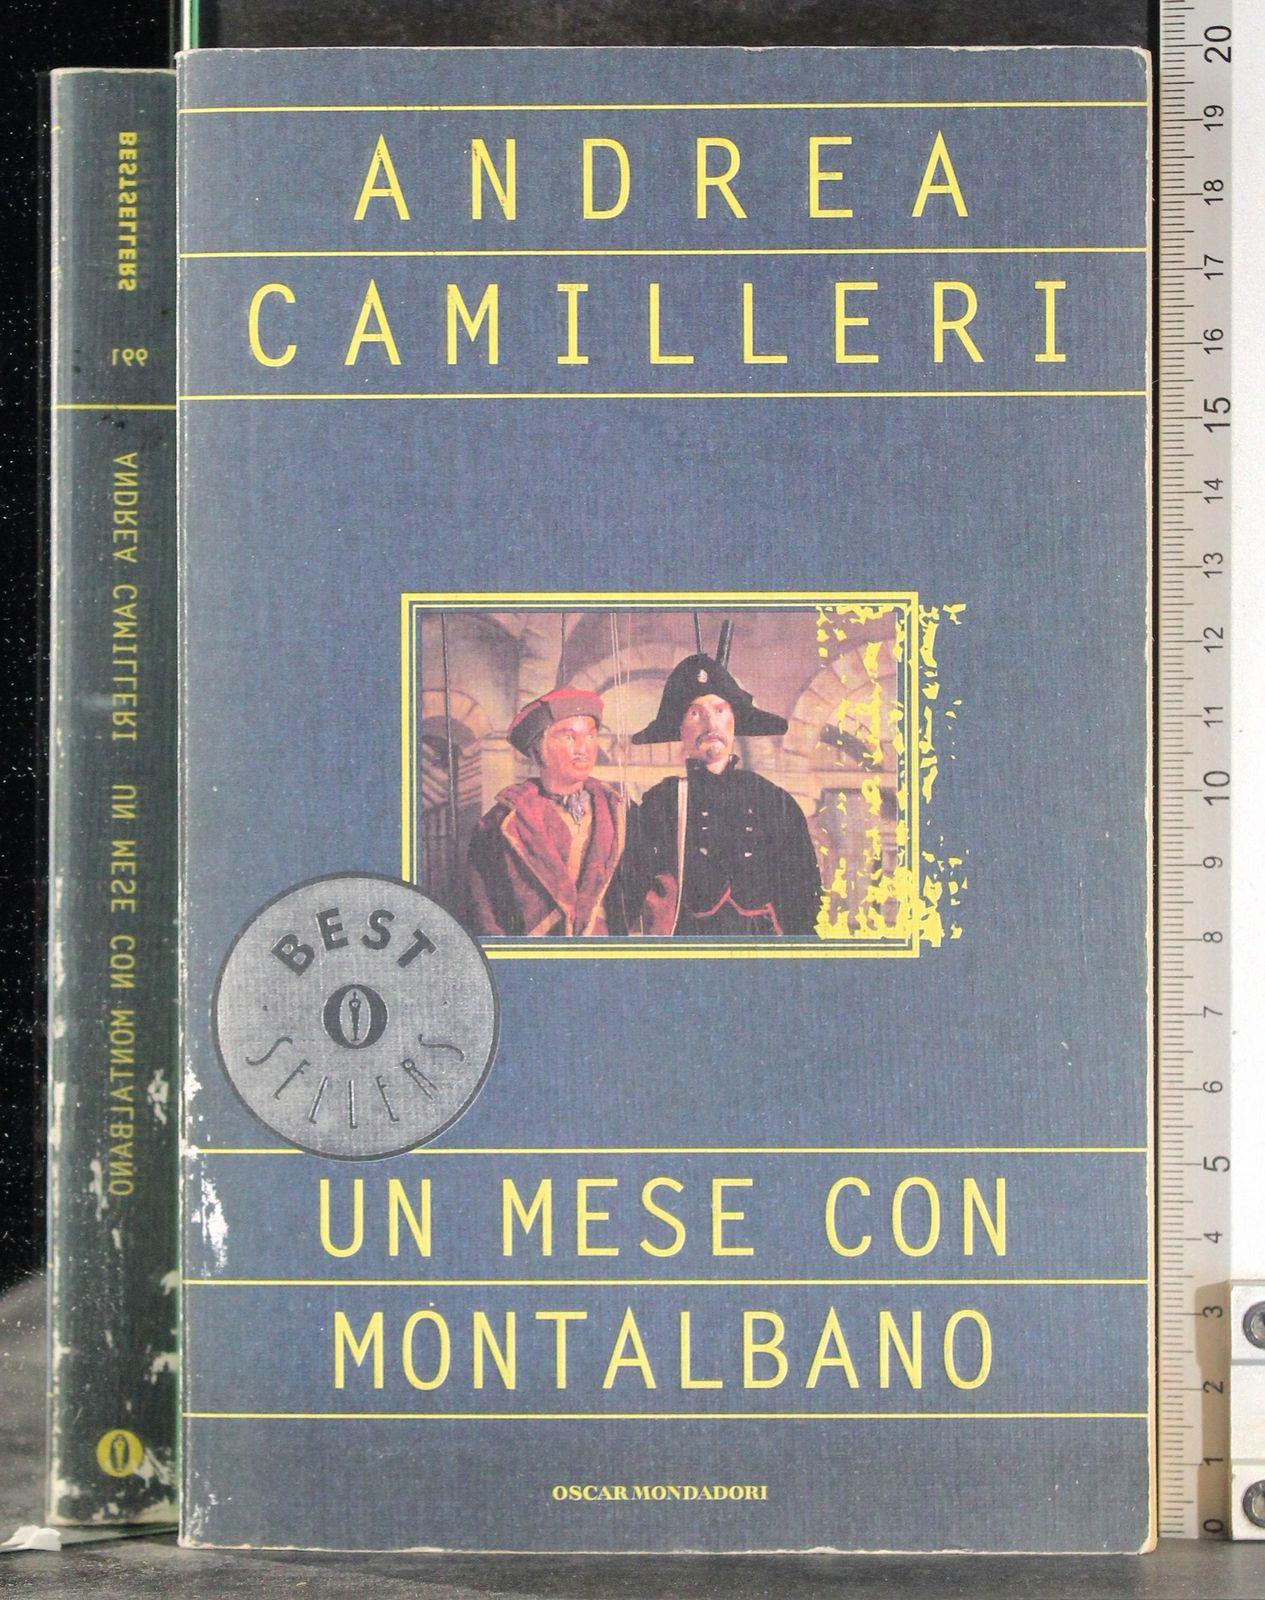 ANDREA
CAMILLERI
BEST
O
SELLERS
UN MESE CON
MONTALBANO
OSCAR MONDADORI
BESTSELLERS
991
ANDREA CAMILLERI UN MESE CON MONTALBANO
20
19
18
17
16
15
14
13
12
11
10
9
8
7
6
5
4
3
2
1
0